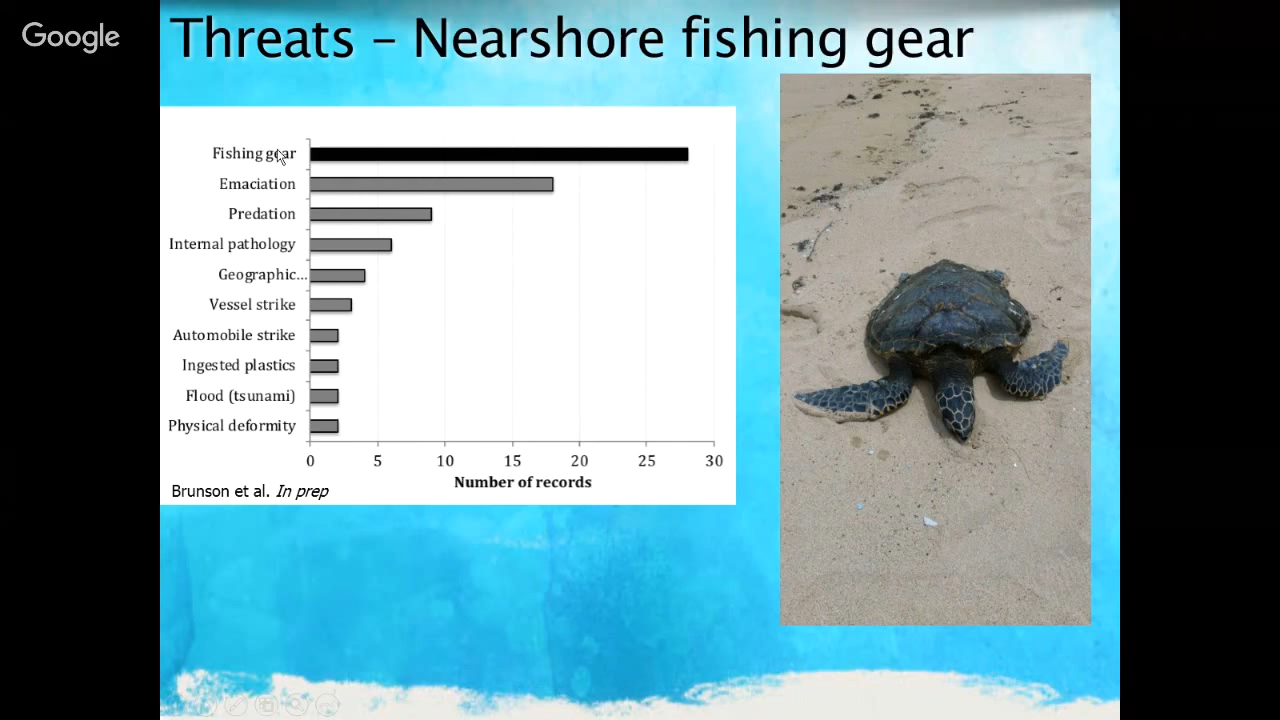 Google
Threats – Nearshore fishing gear
Fishing gear
Emaciation
Predation
Internal pathology
Geographic...
Vessel strike
Automobile strike
Ingested plastics
Flood (tsunami)
Physical deformity
0 5 10 15 20 25 30
Number of records
Brunson et al. In prep